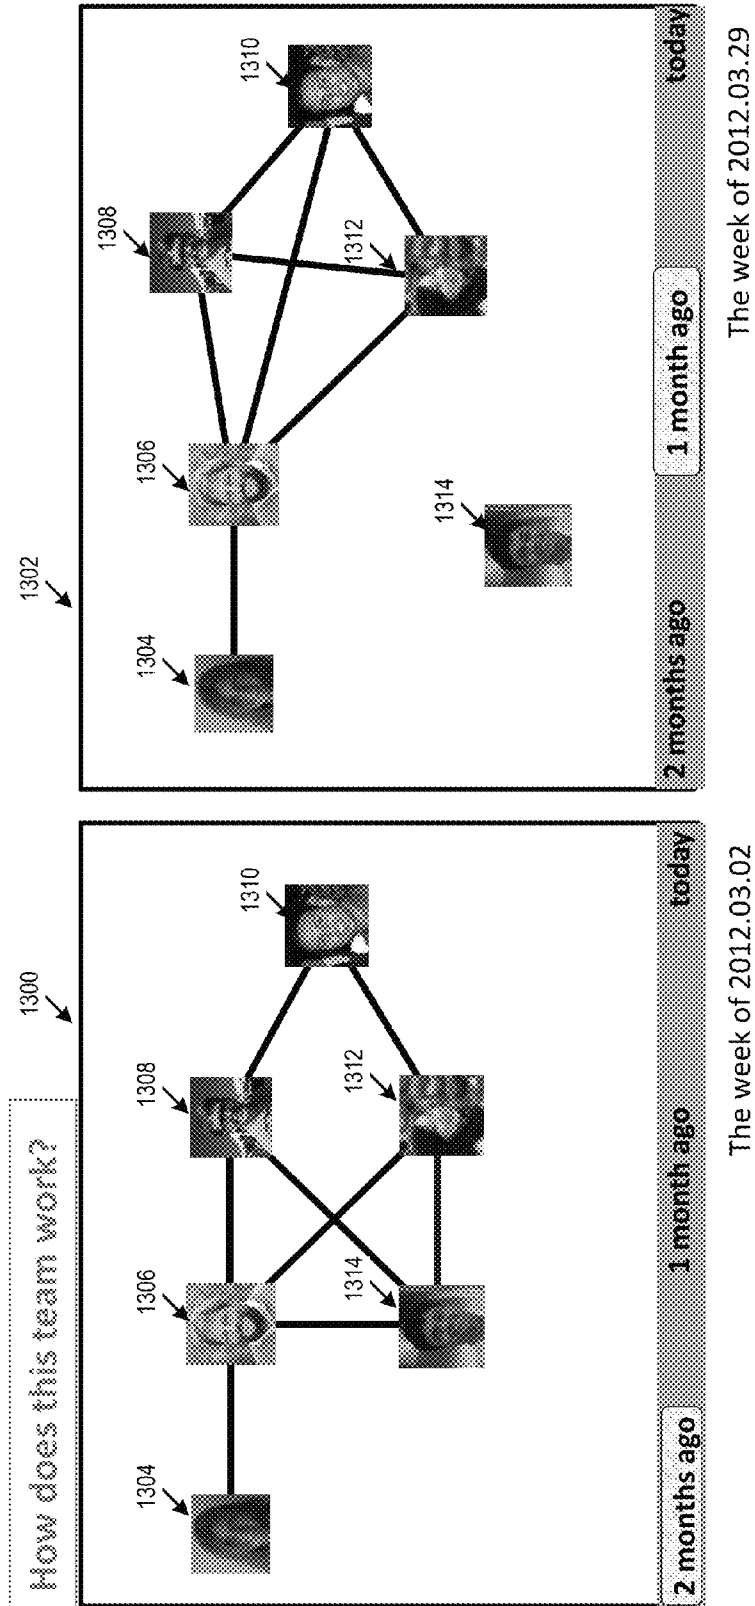 How does this team work?
1300
1304
1306
1308
1310
1314
1312
2 months ago
1 month ago
today
The week of 2012.03.02
1302
1304
1306
1308
1310
1314
1312
2 months ago
1 month ago
today
The week of 2012.03.29